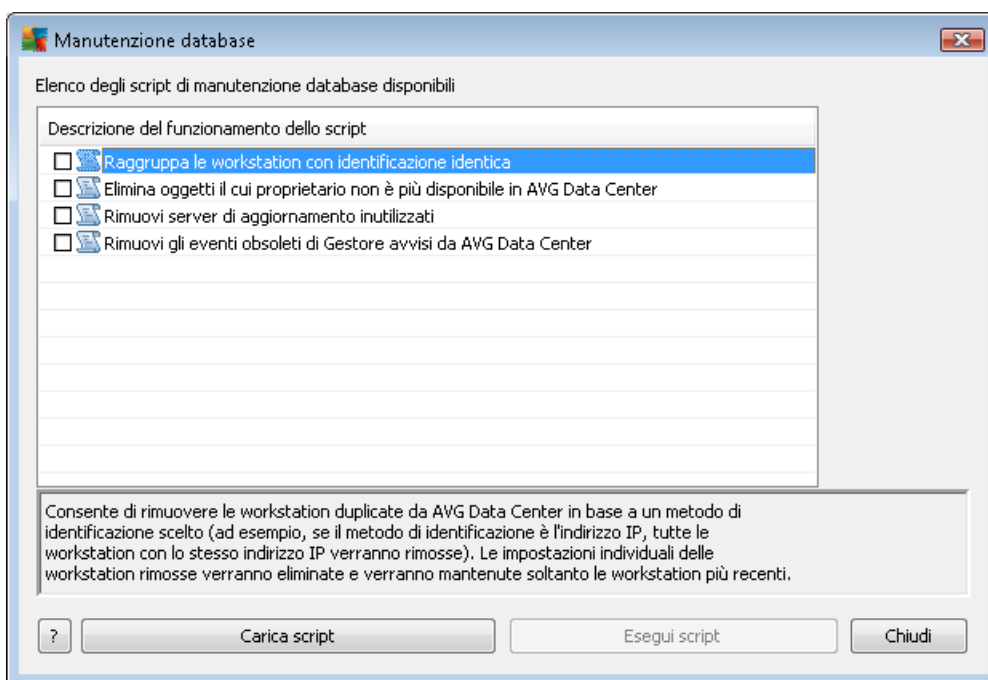 Manutenzione database
Elenco degli script di manutenzione database disponibili
Descrizione del funzionamento dello script
Raggruppa le workstation con identificazione identica
Elimina oggetti il cui proprietario non è più disponibile in AVG Data Center
Rimuovi server di aggiornamento inutilizzati
Rimuovi gli eventi obsoleti di Gestore avvisi da AVG Data Center
Consente di rimuovere le workstation duplicate da AVG Data Center in base a un metodo di
identificazione scelto (ad esempio, se il metodo di identificazione è l'indirizzo IP, tutte le
workstation con lo stesso indirizzo IP verranno rimosse). Le impostazioni individuali delle
workstation rimosse verranno eliminate e verranno mantenute soltanto le workstation più recenti.
? Carica script Esegui script Chiudi